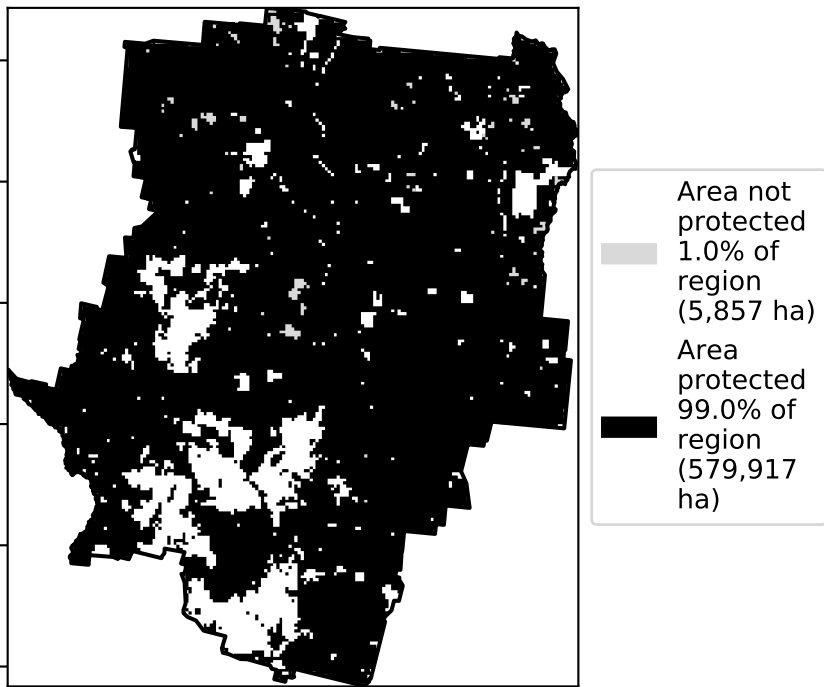 Area not
protected
1.0% of
region
(5,857 ha)
Area
protected
99.0% of
region
(579,917
ha)